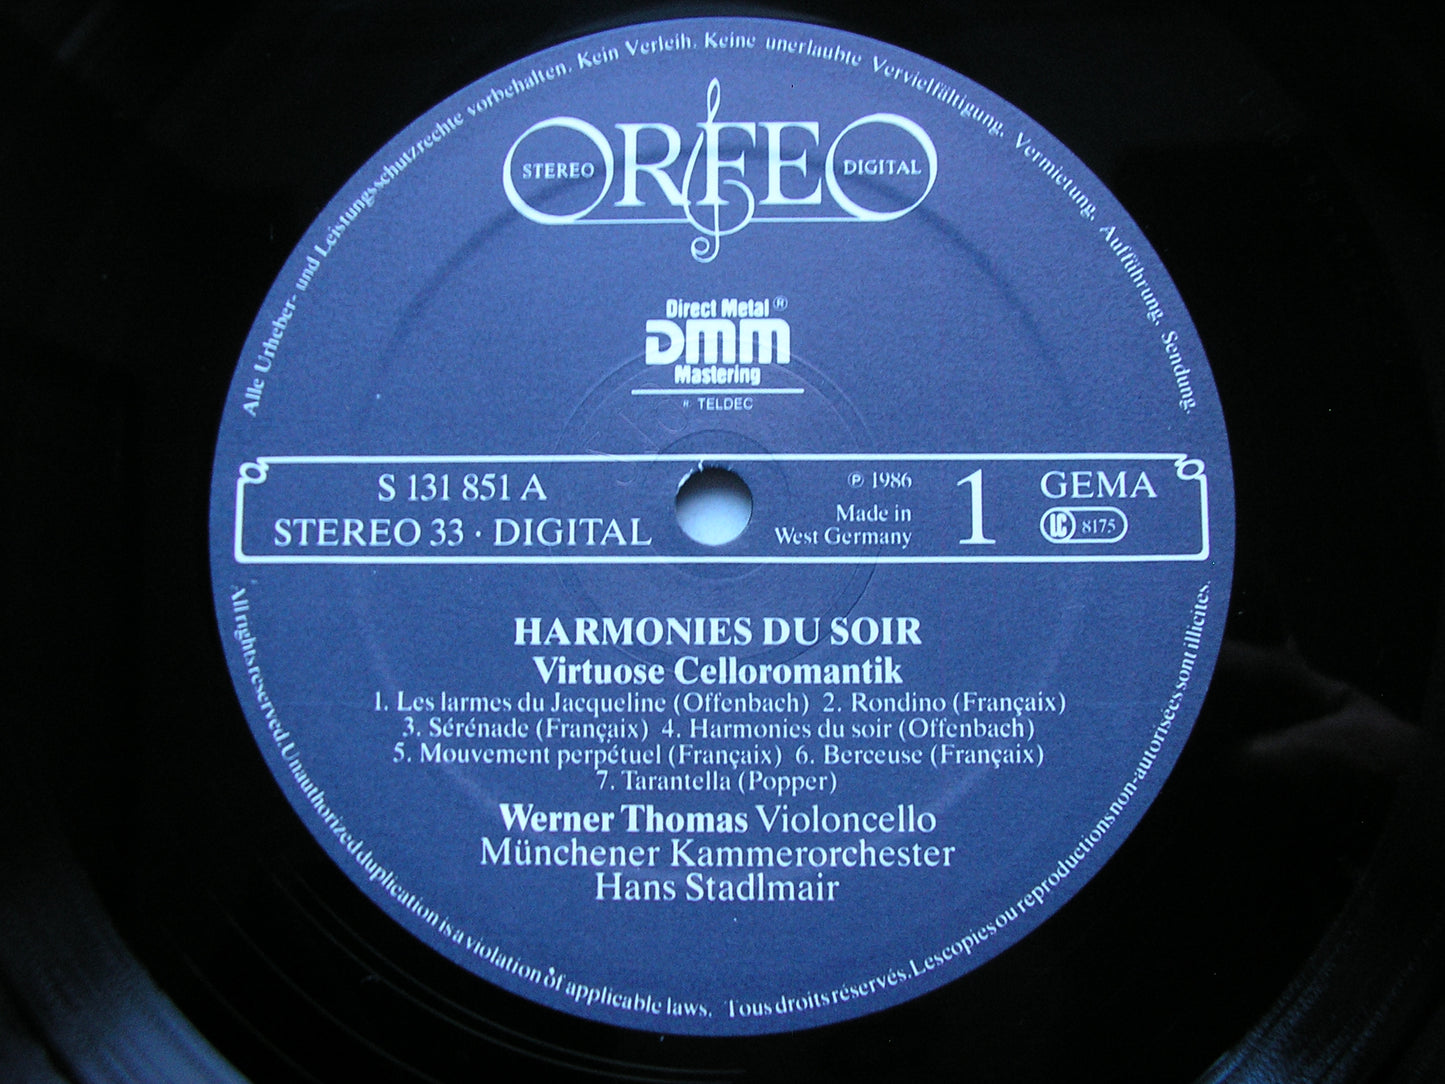 Alle Urheber- und Leistungsschutzrechte vorbehalten. Kein Verleih. Keine unerlaubte Vervielfältigung, Vermietung, Aufführung, Sendung.
ORFEO
STEREO
DIGITAL
Direct Metal ®
DMM
Mastering
TELDEC
S 131 851 A
STEREO 33 · DIGITAL
℗ 1986
Made in
West Germany
1
GEMA
LC 8175
HARMONIES DU SOIR
Virtuose Celloromantik
1. Les larmes du Jacqueline (Offenbach) 2. Rondino (Françaix)
3. Sérénade (Françaix) 4. Harmonies du soir (Offenbach)
5. Mouvement perpétuel (Françaix) 6. Berceuse (Françaix)
7. Tarantella (Popper)
Werner Thomas Violoncello
Münchener Kammerorchester
Hans Stadlmair
All rights reserved. Unauthorized duplication is a violation of applicable laws. Tous droits réservés. Les copies ou reproductions non-autorisées sont illicites.